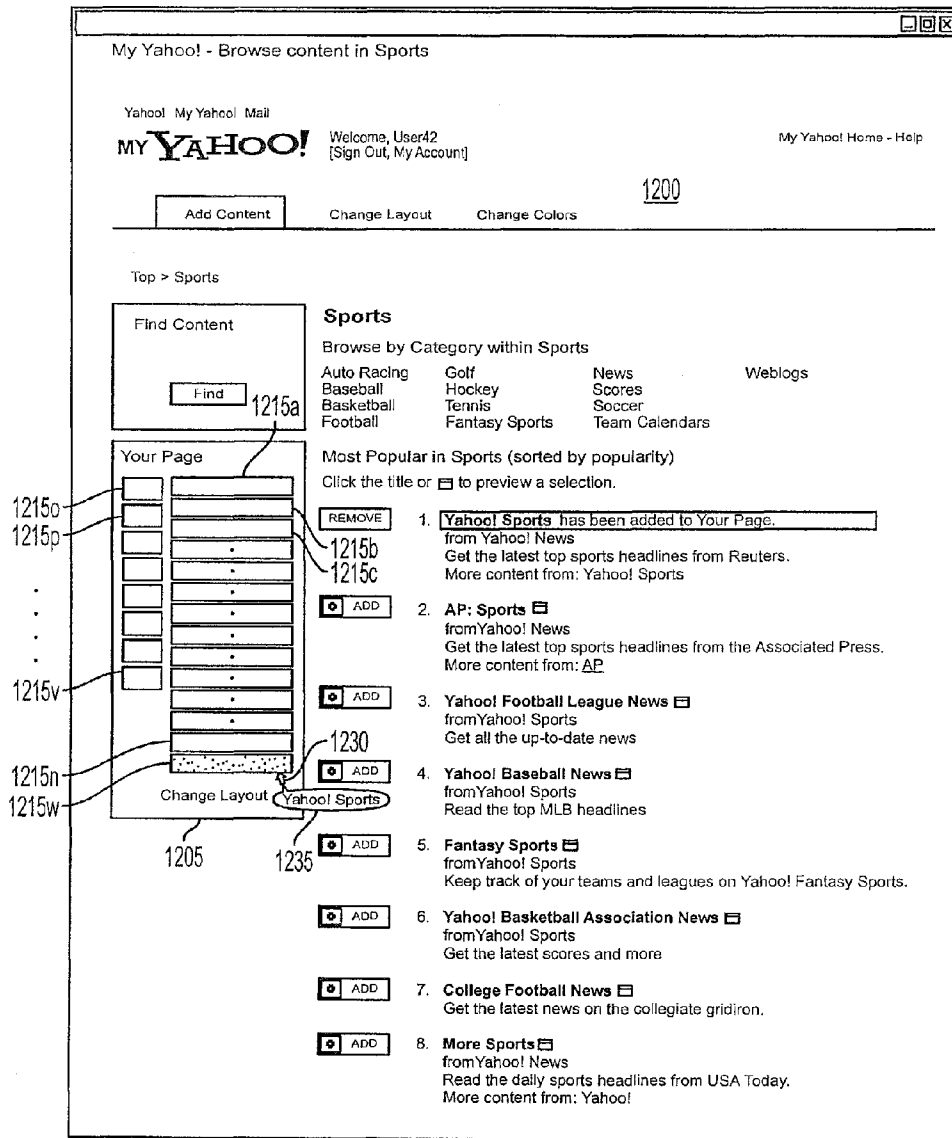 My Yahoo! - Browse content in Sports
Yahoo! My Yahoo! Mail
MY YAHOO!
Welcome, User42
[Sign Out, My Account]
My Yahoo! Home - Help
1200
Add Content
Change Layout
Change Colors
Top > Sports
Find Content
Find
1215a
Sports
Browse by Category within Sports
Auto Racing Golf News Weblogs
Baseball Hockey Scores
Basketball Tennis Soccer
Football Fantasy Sports Team Calendars
Your Page
1215o
1215p
1215v
1215n
1215w
1215b
1215c
1230
Change Layout
Yahoo! Sports
1205
1235
Most Popular in Sports (sorted by popularity)
Click the title or to preview a selection.
REMOVE
1. Yahoo! Sports has been added to Your Page.
from Yahoo! News
Get the latest top sports headlines from Reuters.
More content from: Yahoo! Sports
ADD
2. AP: Sports
fromYahoo! News
Get the latest top sports headlines from the Associated Press.
More content from: AP
ADD
3. Yahoo! Football League News
fromYahoo! Sports
Get all the up-to-date news
ADD
4. Yahoo! Baseball News
fromYahoo! Sports
Read the top MLB headlines
ADD
5. Fantasy Sports
fromYahoo! Sports
Keep track of your teams and leagues on Yahoo! Fantasy Sports.
ADD
6. Yahoo! Basketball Association News
fromYahoo! Sports
Get the latest scores and more
ADD
7. College Football News
Get the latest news on the collegiate gridiron.
ADD
8. More Sports
fromYahoo! News
Read the daily sports headlines from USA Today.
More content from: Yahoo!